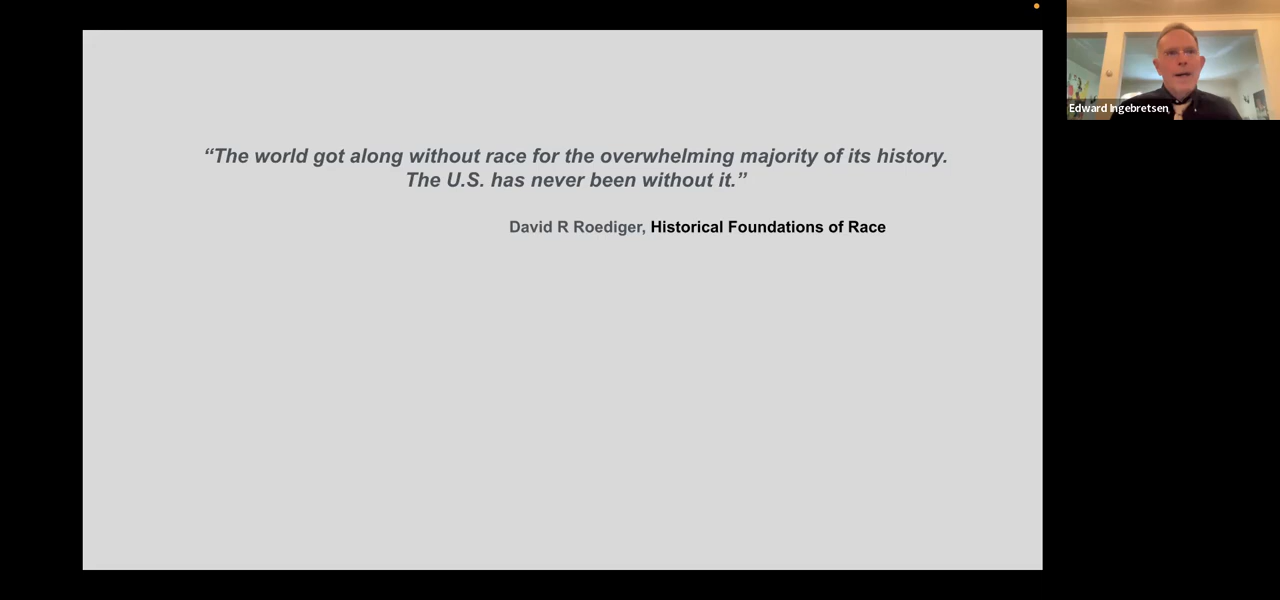 “The world got along without race for the overwhelming majority of its history.
The U.S. has never been without it.”
David R Roediger, Historical Foundations of Race
Edward Ingebretsen